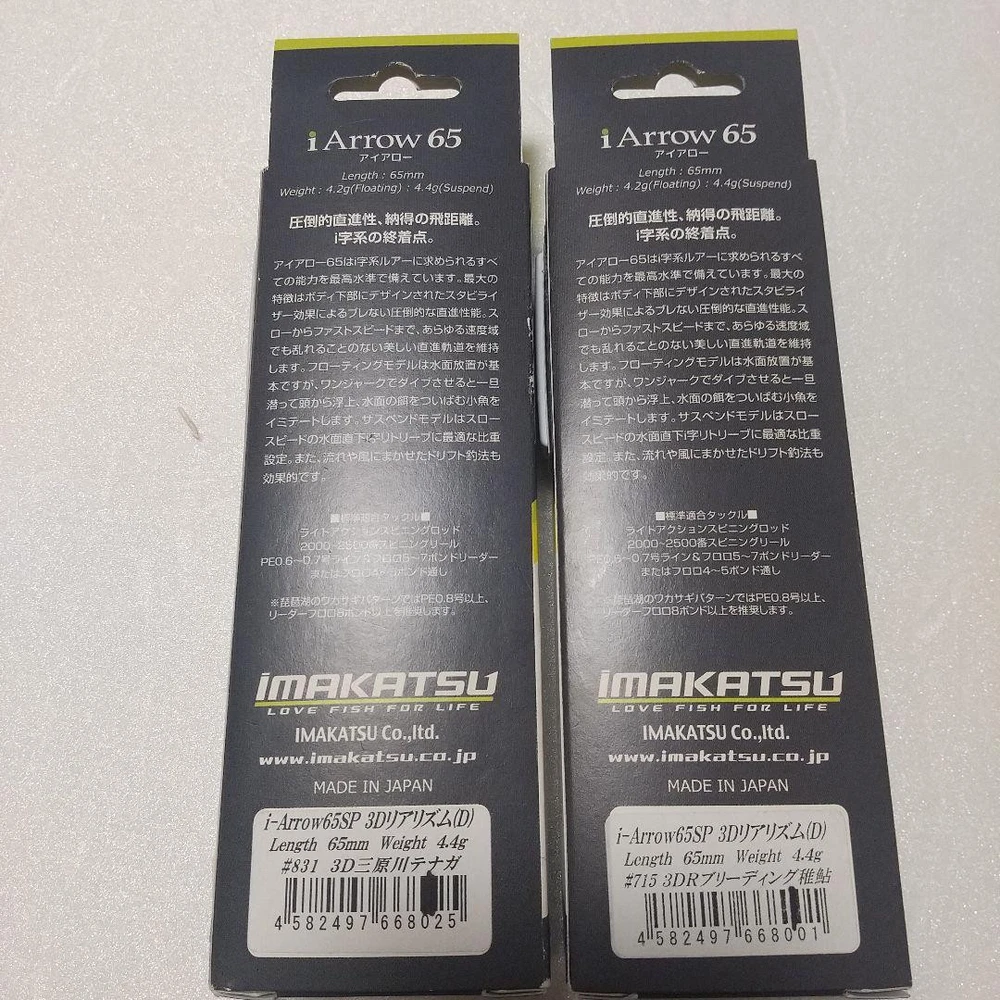 i Arrow 65
アイアロー
Length : 65mm
Weight : 4.2g(Floating) : 4.4g(Suspend)
圧倒的直進性、納得の飛距離。
i字系の終着点。
アイアロー65はi字系ルアーに求められるすべ
ての能力を最高水準で備えています。最大の
特徴はボディ下部にデザインされたスタビライ
ザー効果によるブレない圧倒的な直進性能。ス
ローからファストスピードまで、あらゆる速度域
でも乱れることのない美しい直進軌道を維持
します。フローティングモデルは水面放置が基
本ですが、ワンジャークでダイブさせると一旦
潜って頭から浮上、水面の餌をついばむ小魚を
イミテートします。サスペンドモデルはスロー
スピードの水面直下i字リトリーブに最適な比重
設定。また、流れや風にまかせたドリフト釣法も
効果的です。
■標準適合タックル■
ライトアクションスピニングロッド
2000~2500番スピニングリール
PE0.6~0.7号ライン&フロロ5~7ポンドリーダー
またはフロロ4~5ポンド通し
※琵琶湖のワカサギパターンではPE0.8号以上、
リーダーフロロ8ポンド以上を推奨します。
IMAKATSU
LOVE FISH FOR LIFE
IMAKATSU Co.,ltd.
www.imakatsu.co.jp
MADE IN JAPAN
i-Arrow65SP 3Dリアリズム(D)
Length 65mm Weight 4.4g
#831 3D三原川テナガ
4 582497 668025
i Arrow 65
アイアロー
Length : 65mm
Weight : 4.2g(Floating) : 4.4g(Suspend)
圧倒的直進性、納得の飛距離。
i字系の終着点。
アイアロー65はi字系ルアーに求められるすべ
ての能力を最高水準で備えています。最大の
特徴はボディ下部にデザインされたスタビライ
ザー効果によるブレない圧倒的な直進性能。ス
ローからファストスピードまで、あらゆる速度域
でも乱れることのない美しい直進軌道を維持
します。フローティングモデルは水面放置が基
本ですが、ワンジャークでダイブさせると一旦
潜って頭から浮上、水面の餌をついばむ小魚を
イミテートします。サスペンドモデルはスロー
スピードの水面直下i字リトリーブに最適な比重
設定。また、流れや風にまかせたドリフト釣法も
効果的です。
■標準適合タックル■
ライトアクションスピニングロッド
2000~2500番スピニングリール
PE0.6~0.7号ライン&フロロ5~7ポンドリーダー
またはフロロ4~5ポンド通し
※琵琶湖のワカサギパターンではPE0.8号以上、
リーダーフロロ8ポンド以上を推奨します。
IMAKATSU
LOVE FISH FOR LIFE
IMAKATSU Co.,ltd.
www.imakatsu.co.jp
MADE IN JAPAN
i-Arrow65SP 3Dリアリズム(D)
Length 65mm Weight 4.4g
#715 3DRブリーディング稚鮎
4 582497 668001